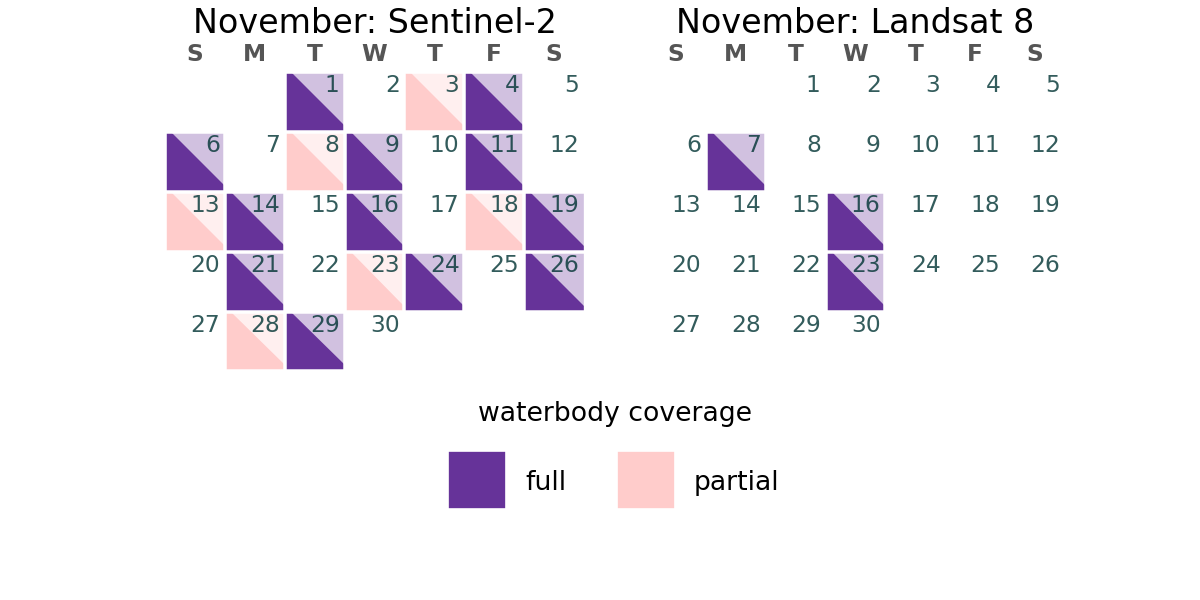 November: Sentinel-2
S M T W T F S
1 2 3 4 5
6 7 8 9 10 11 12
13 14 15 16 17 18 19
20 21 22 23 24 25 26
27 28 29 30
November: Landsat 8
S M T W T F S
1 2 3 4 5
6 7 8 9 10 11 12
13 14 15 16 17 18 19
20 21 22 23 24 25 26
27 28 29 30
waterbody coverage
full partial